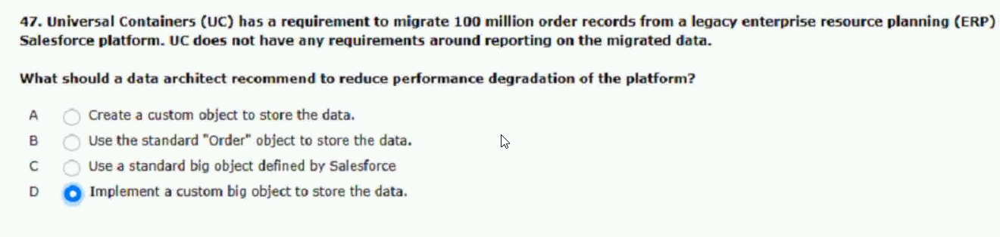 47. Universal Containers (UC) has a requirement to migrate 100 million order records from a legacy enterprise resource planning (ERP)
Salesforce platform. UC does not have any requirements around reporting on the migrated data.
What should a data architect recommend to reduce performance degradation of the platform?
A Create a custom object to store the data.
B Use the standard "Order" object to store the data.
C Use a standard big object defined by Salesforce
D Implement a custom big object to store the data.